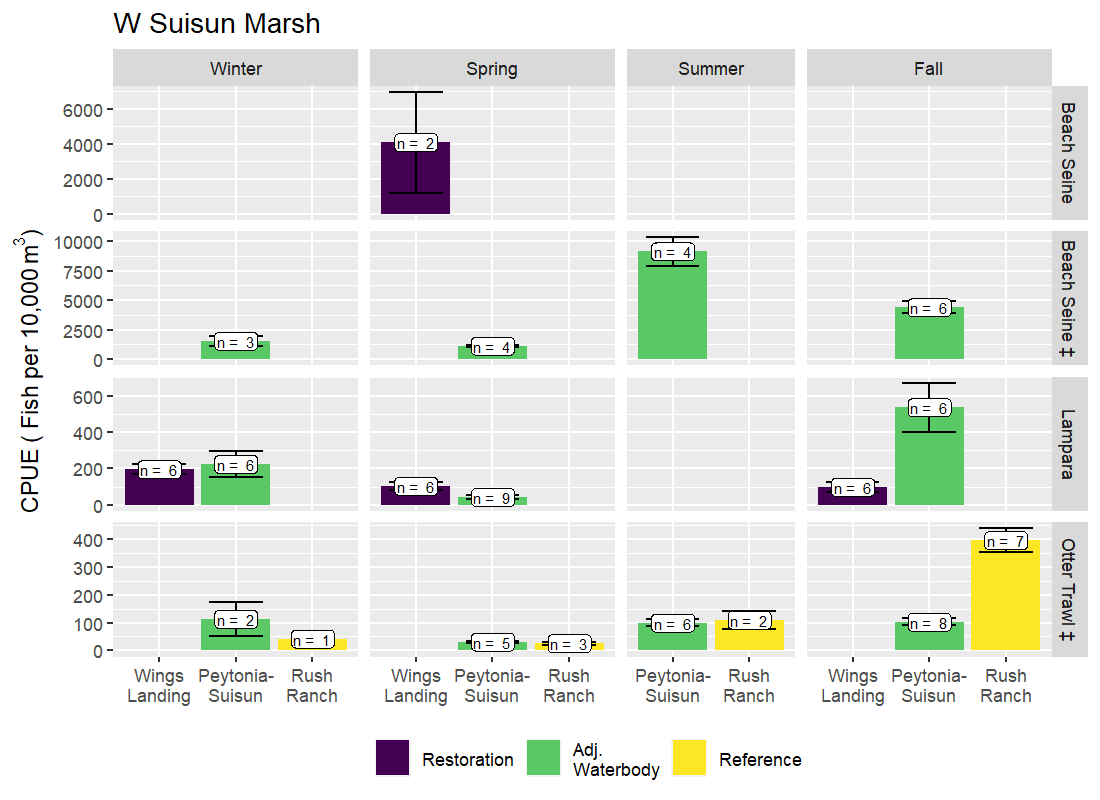 W Suisun Marsh
Winter Spring Summer Fall
CPUE ( Fish per 10,000 m³)
6000
4000
2000
0
n = 2
Beach Seine
10000
7500
5000
2500
0
n = 3
n = 4
n = 4
n = 6
Beach Seine ‡
600
400
200
0
n = 6
n = 6
n = 6
n = 9
n = 6
n = 6
Lampara
400
300
200
100
0
n = 2
n = 1
n = 5
n = 3
n = 6
n = 2
n = 8
n = 7
Otter Trawl ‡
Wings Peytonia- Rush Wings Peytonia- Rush Peytonia- Rush Wings Peytonia- Rush
Landing Suisun Ranch Landing Suisun Ranch Suisun Ranch Landing Suisun Ranch
Restoration
Adj.
Waterbody
Reference